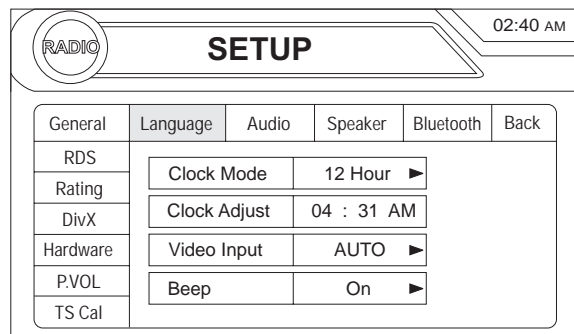 RADIO
SETUP
02:40 AM
General Language Audio Speaker Bluetooth Back
RDS
Rating
DivX
Hardware
P.VOL
TS Cal
Clock Mode 12 Hour
Clock Adjust 04 : 31 AM
Video Input AUTO
Beep On